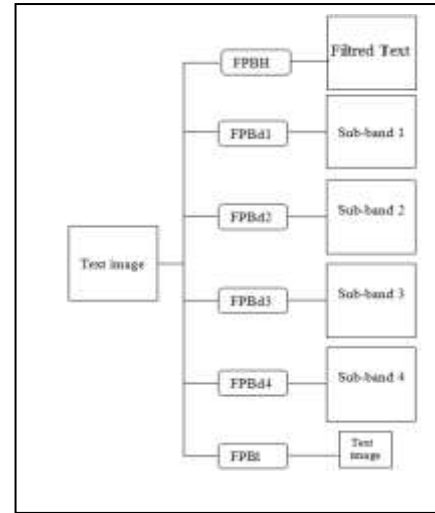 FPBH
Filtred Text
FPBd1
Sub-band 1
FPBd2
Sub-band 2
Text image
FPBd3
Sub-band 3
FPBd4
Sub-band 4
Text
image